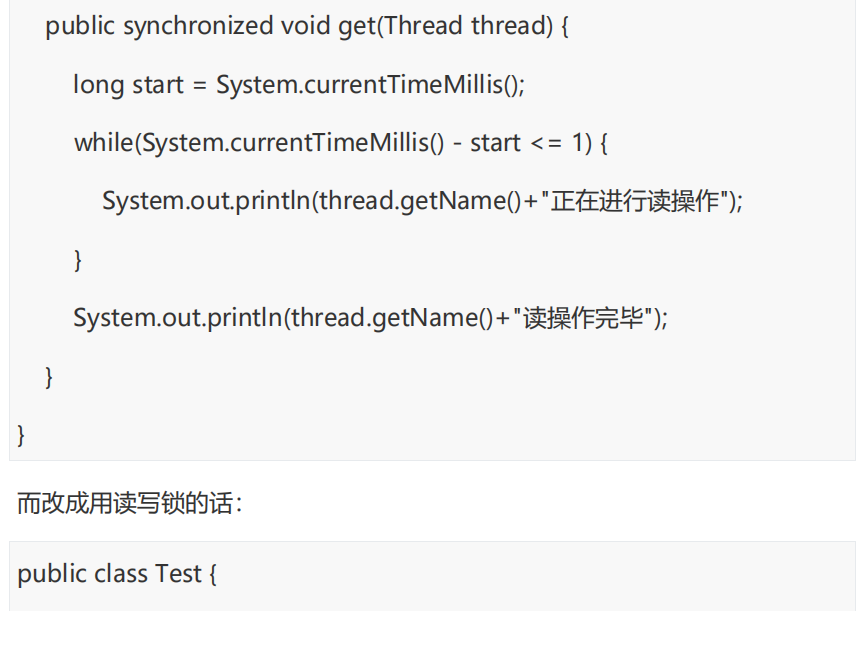 public synchronized void get(Thread thread) {
long start = System.currentTimeMillis();
while(System.currentTimeMillis() - start <= 1) {
System.out.println(thread.getName()+"正在进行读操作");
}
System.out.println(thread.getName()+"读操作完毕");
}
}
而改成用读写锁的话：
public class Test {